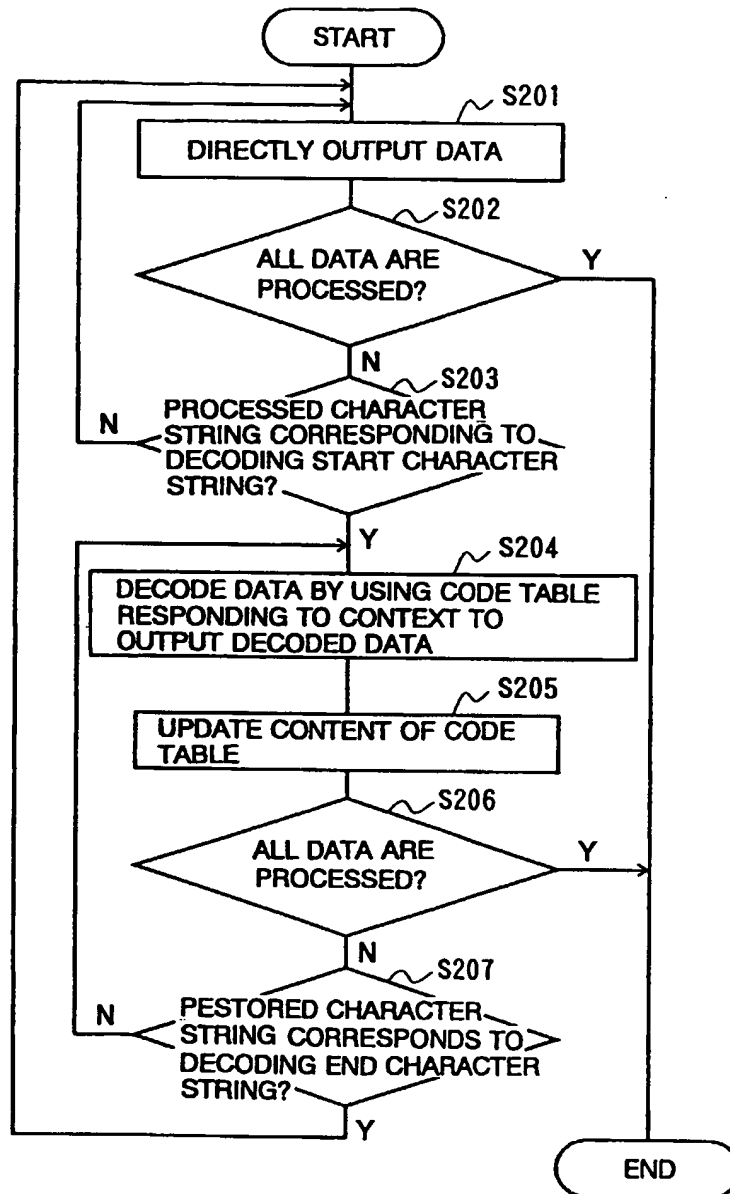 START
S201
DIRECTLY OUTPUT DATA
S202
ALL DATA ARE
PROCESSED?
Y
N
S203
PROCESSED CHARACTER
STRING CORRESPONDING TO
DECODING START CHARACTER
STRING?
N
Y
S204
DECODE DATA BY USING CODE TABLE
RESPONDING TO CONTEXT TO
OUTPUT DECODED DATA
S205
UPDATE CONTENT OF CODE
TABLE
S206
ALL DATA ARE
PROCESSED?
Y
N
S207
PESTORED CHARACTER
STRING CORRESPONDS TO
DECODING END CHARACTER
STRING?
N
Y
END